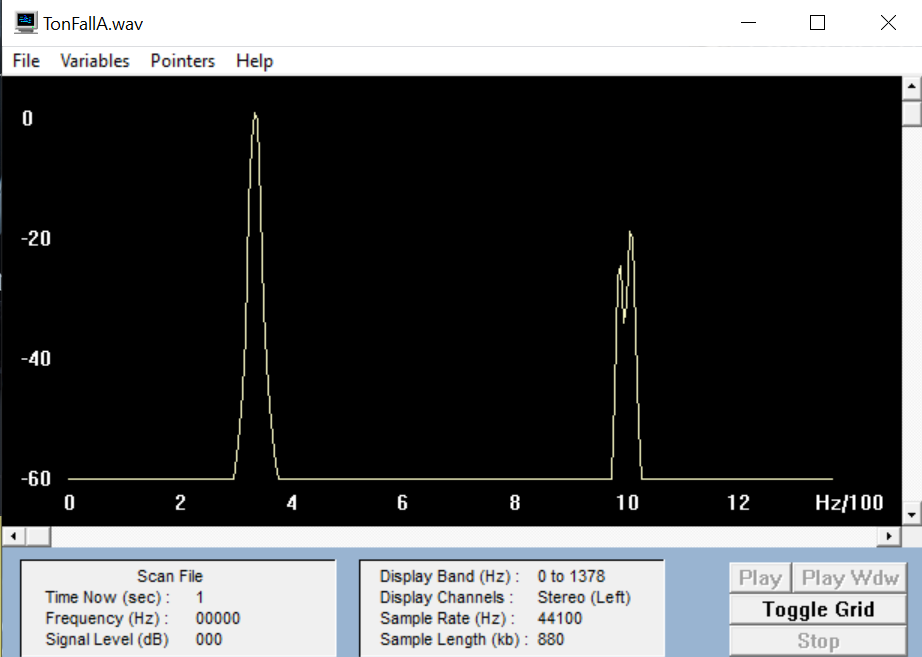 TonFallA.wav
File Variables Pointers Help
0
-20
-40
-60
0 2 4 6 8 10 12 Hz/100
Scan File
Time Now (sec) : 1
Frequency (Hz) : 00000
Signal Level (dB) 000
Display Band (Hz) : 0 to 1378
Display Channels : Stereo (Left)
Sample Rate (Hz) : 44100
Sample Length (kb) : 880
Play Play Wdw
Toggle Grid
Stop